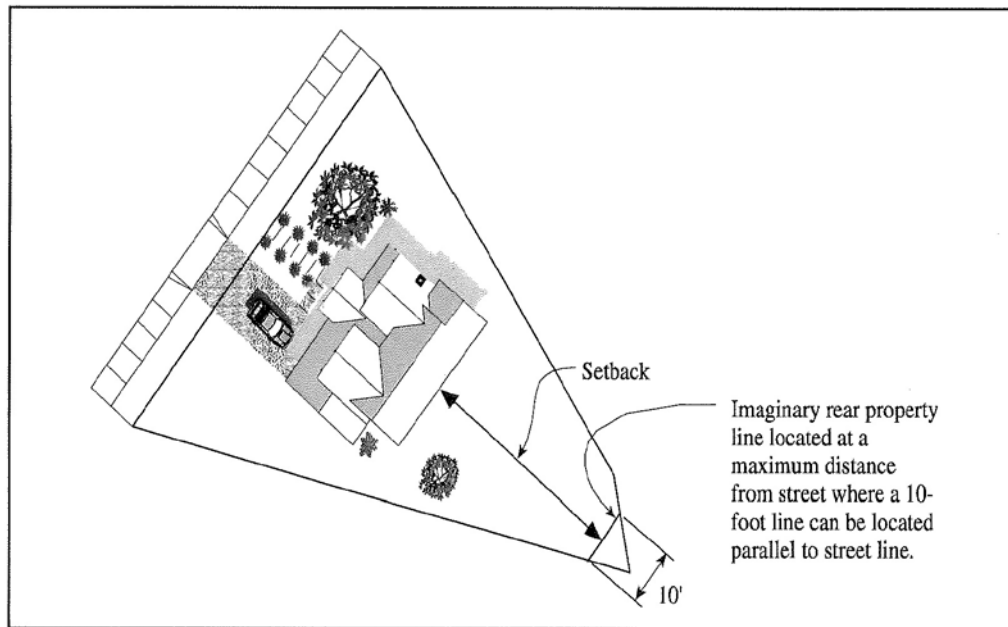 Setback
Imaginary rear property
line located at a
maximum distance
from street where a 10-
foot line can be located
parallel to street line.
10'